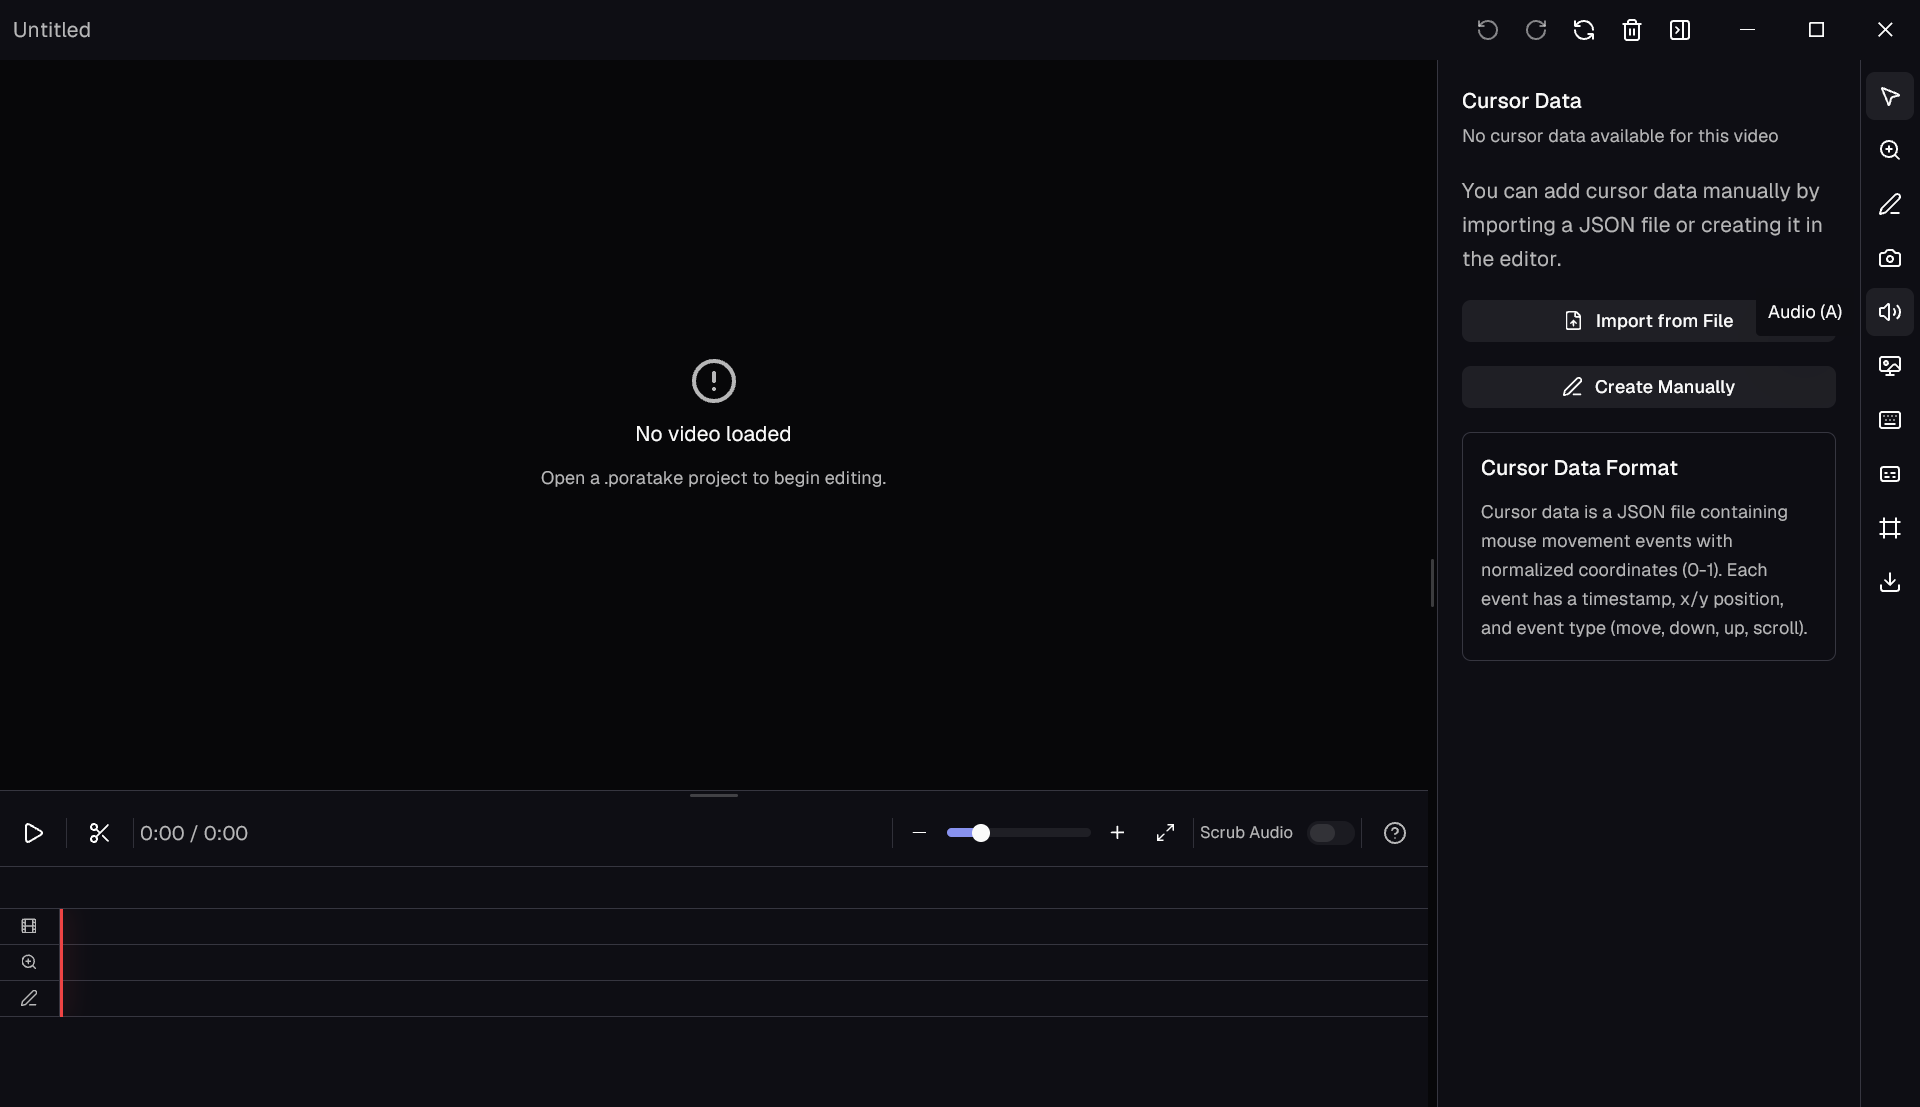 Untitled
Cursor Data
No cursor data available for this video
You can add cursor data manually by
importing a JSON file or creating it in
the editor.
Import from File
Audio (A)
Create Manually
Cursor Data Format
Cursor data is a JSON file containing
mouse movement events with
normalized coordinates (0-1). Each
event has a timestamp, x/y position,
and event type (move, down, up, scroll).
No video loaded
Open a .poratake project to begin editing.
0:00 / 0:00
Scrub Audio